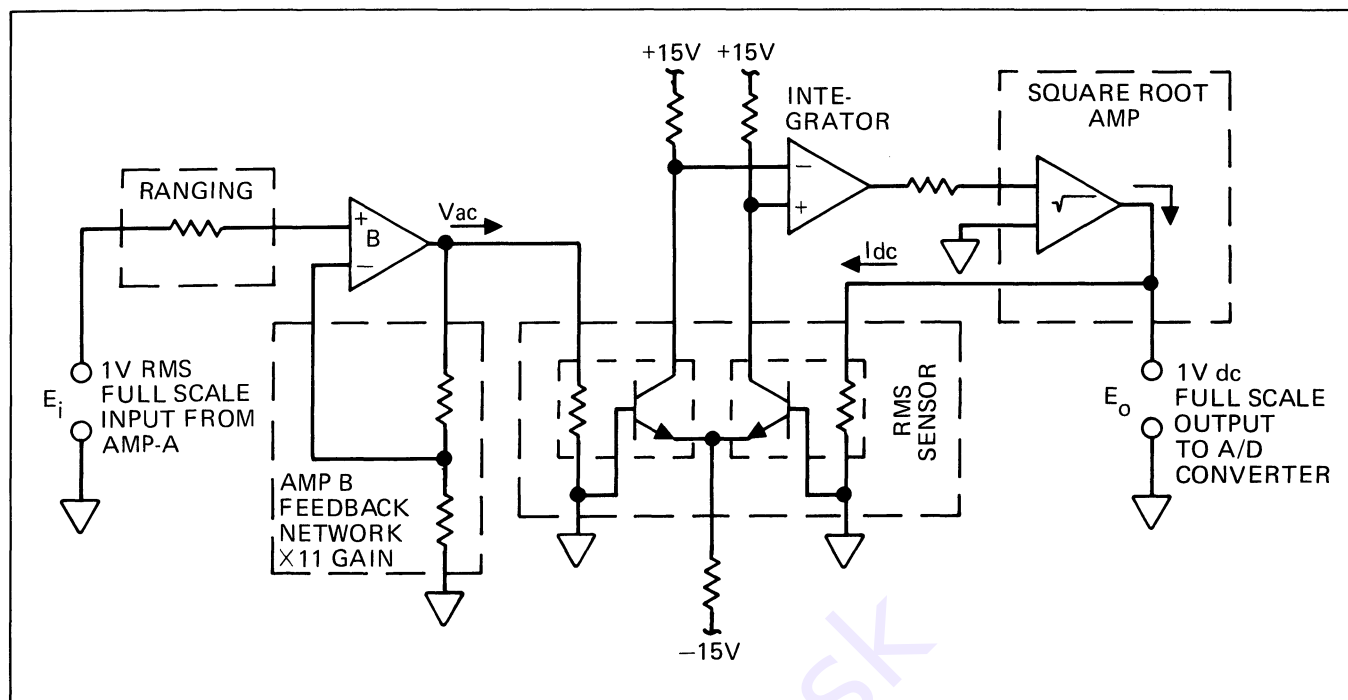 +15V +15V
INTE-
GRATOR
SQUARE ROOT
AMP
√
RANGING
+
B
−
Vac
−
+
Idc
Ei
1V RMS
FULL SCALE
INPUT FROM
AMP-A
AMP B
FEEDBACK
NETWORK
X11 GAIN
RMS
SENSOR
Eo
1V dc
FULL SCALE
OUTPUT
TO A/D
CONVERTER
−15V
sk